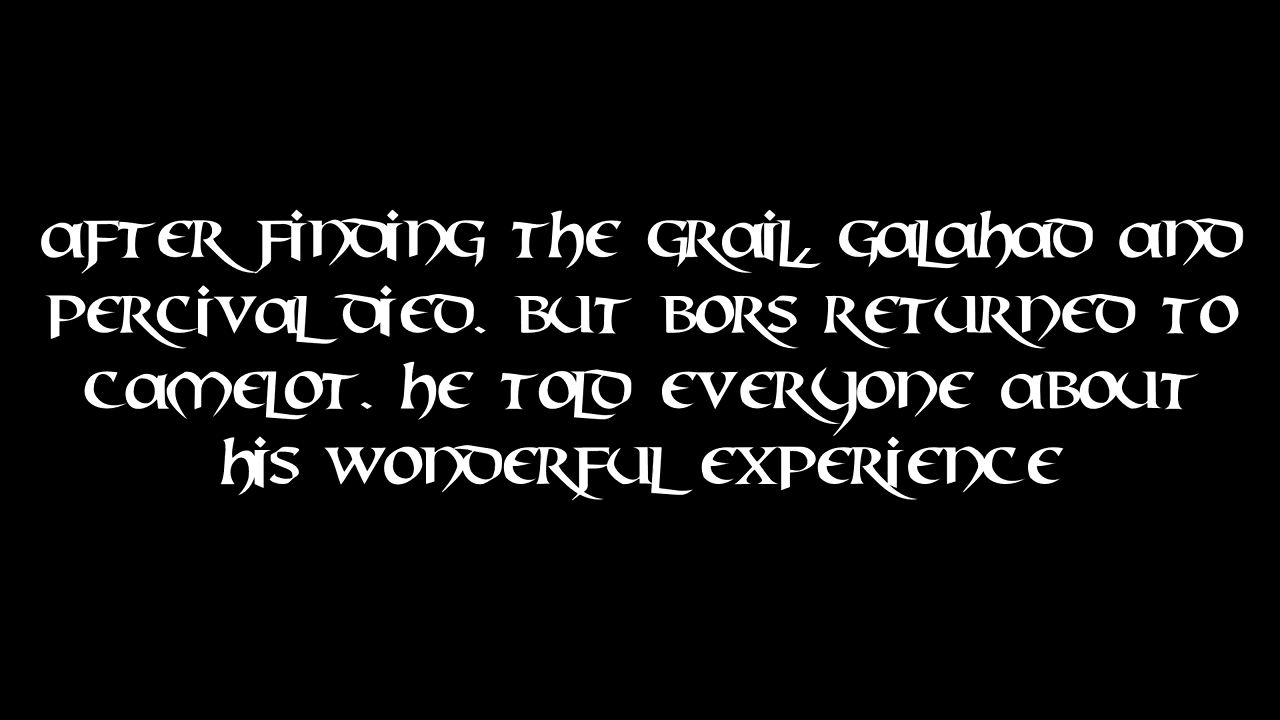 After finding the Grail, Galahad and
Percival died. But Bors returned to
Camelot. He told everyone about
his wonderful experience